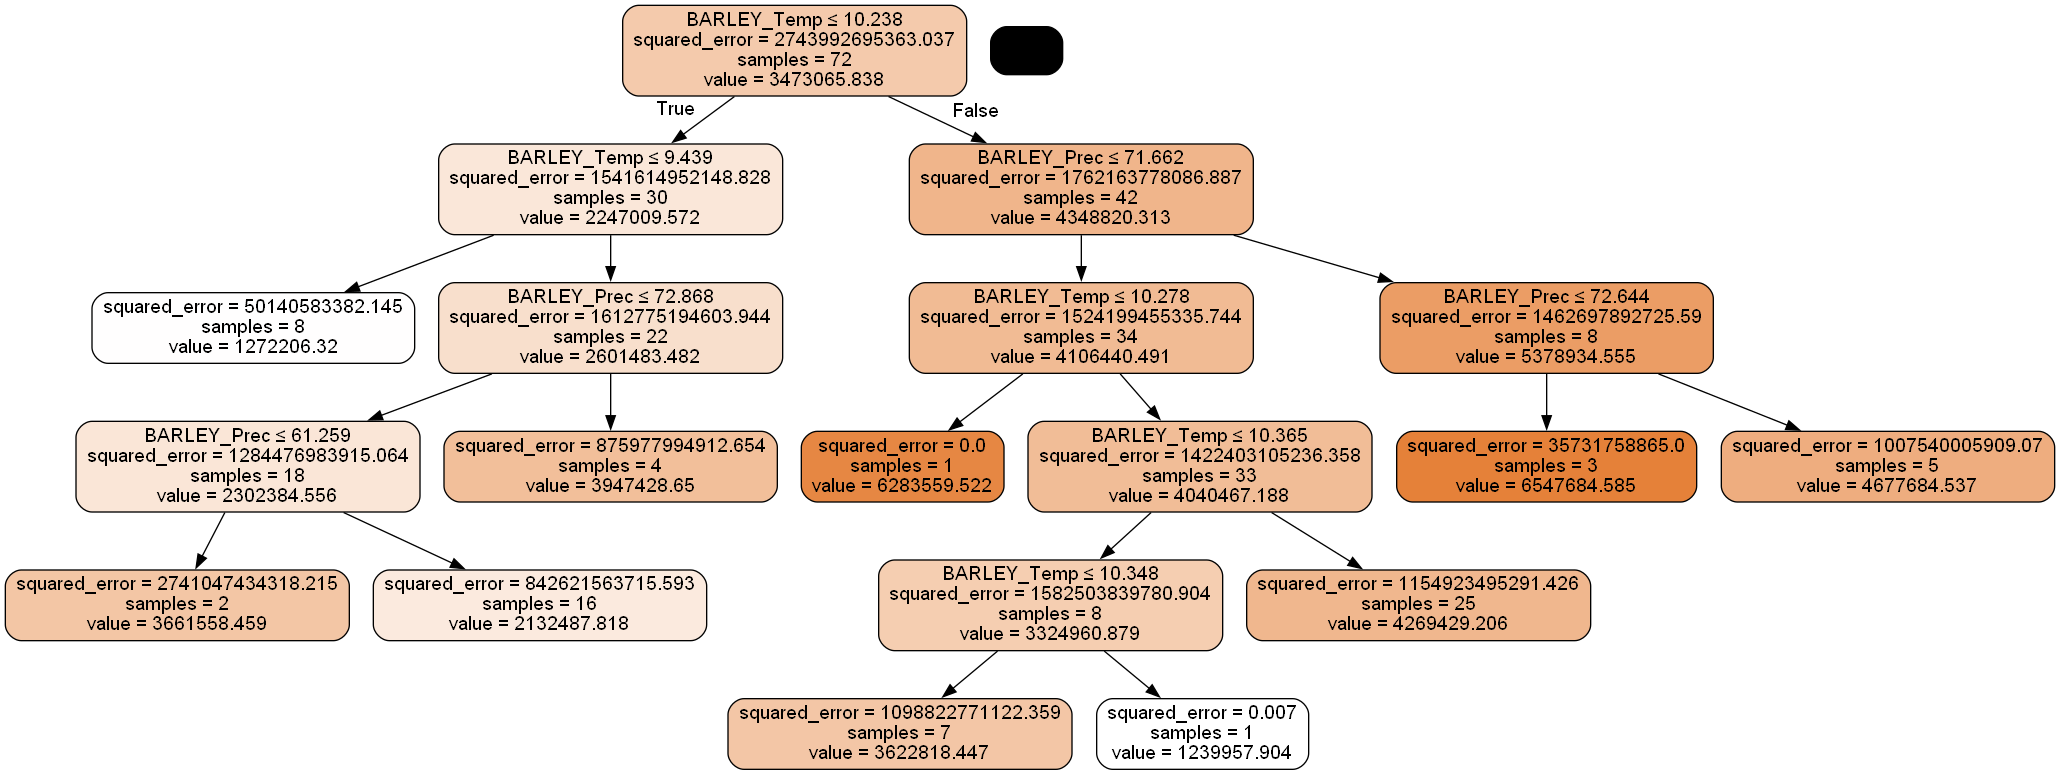 BARLEY_Temp ≤ 10.238
squared_error = 2743992695363.037
samples = 72
value = 3473065.838
True
False
BARLEY_Temp ≤ 9.439
squared_error = 1541614952148.828
samples = 30
value = 2247009.572
BARLEY_Prec ≤ 71.662
squared_error = 1762163778086.887
samples = 42
value = 4348820.313
squared_error = 50140583382.145
samples = 8
value = 1272206.32
BARLEY_Prec ≤ 72.868
squared_error = 1612775194603.944
samples = 22
value = 2601483.482
BARLEY_Temp ≤ 10.278
squared_error = 1524199455335.744
samples = 34
value = 4106440.491
BARLEY_Prec ≤ 72.644
squared_error = 1462697892725.59
samples = 8
value = 5378934.555
BARLEY_Prec ≤ 61.259
squared_error = 1284476983915.064
samples = 18
value = 2302384.556
squared_error = 875977994912.654
samples = 4
value = 3947428.65
squared_error = 0.0
samples = 1
value = 6283559.522
BARLEY_Temp ≤ 10.365
squared_error = 1422403105236.358
samples = 33
value = 4040467.188
squared_error = 35731758865.0
samples = 3
value = 6547684.585
squared_error = 1007540005909.07
samples = 5
value = 4677684.537
squared_error = 2741047434318.215
samples = 2
value = 3661558.459
squared_error = 842621563715.593
samples = 16
value = 2132487.818
BARLEY_Temp ≤ 10.348
squared_error = 1582503839780.904
samples = 8
value = 3324960.879
squared_error = 1154923495291.426
samples = 25
value = 4269429.206
squared_error = 1098822771122.359
samples = 7
value = 3622818.447
squared_error = 0.007
samples = 1
value = 1239957.904